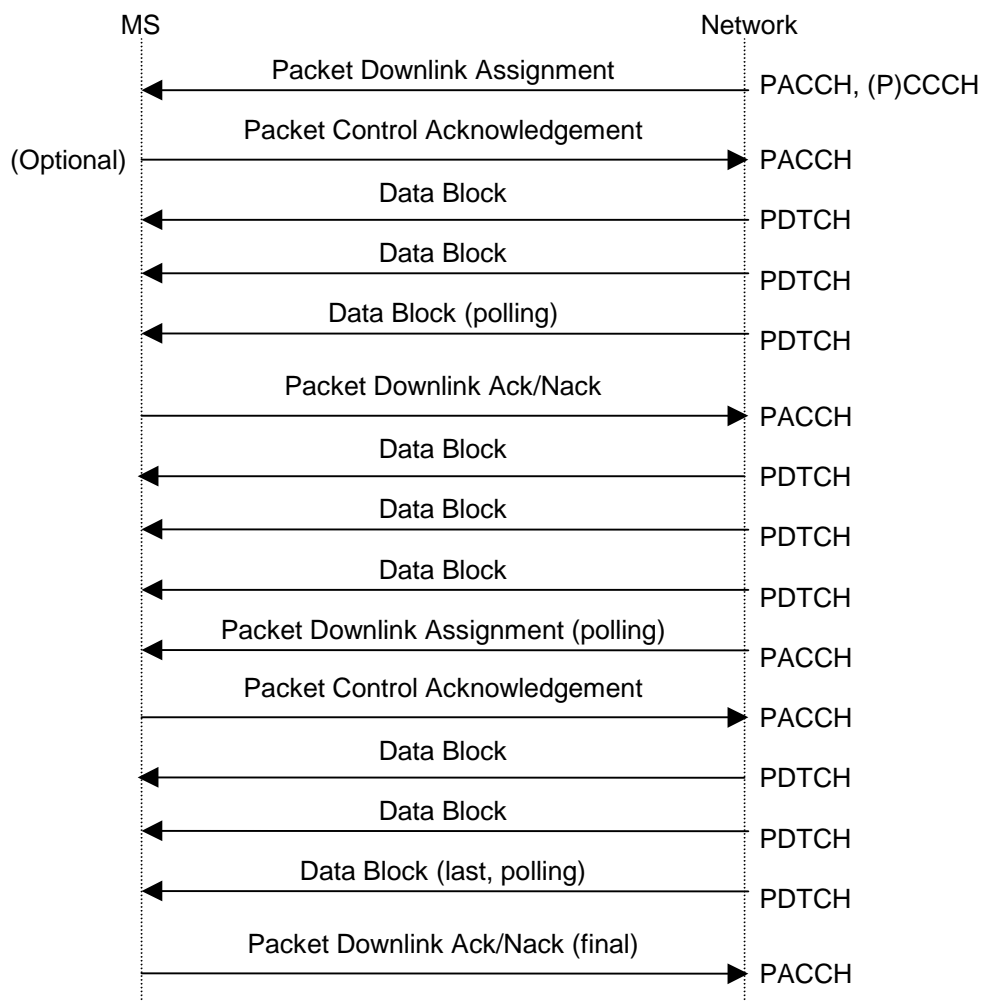 MS Network
Packet Downlink Assignment
PACCH, (P)CCCH
Packet Control Acknowledgement
(Optional) PACCH
Data Block
PDTCH
Data Block
PDTCH
Data Block (polling)
PDTCH
Packet Downlink Ack/Nack
PACCH
Data Block
PDTCH
Data Block
PDTCH
Data Block
PDTCH
Packet Downlink Assignment (polling)
PACCH
Packet Control Acknowledgement
PACCH
Data Block
PDTCH
Data Block
PDTCH
Data Block (last, polling)
PDTCH
Packet Downlink Ack/Nack (final)
PACCH